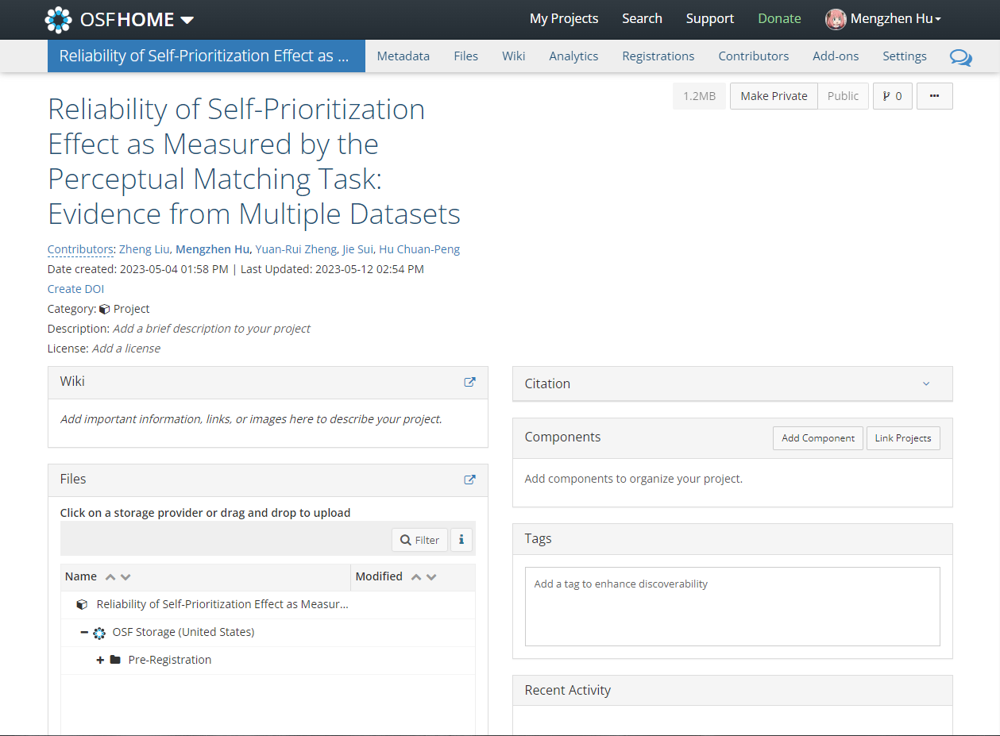 OSFHOME
My Projects Search Support Donate Mengzhen Hu
Reliability of Self-Prioritization Effect as ... Metadata Files Wiki Analytics Registrations Contributors Add-ons Settings
1.2MB Make Private Public 0 ...
Reliability of Self-Prioritization
Effect as Measured by the
Perceptual Matching Task:
Evidence from Multiple Datasets
Contributors: Zheng Liu, Mengzhen Hu, Yuan-Rui Zheng, Jie Sui, Hu Chuan-Peng
Date created: 2023-05-04 01:58 PM | Last Updated: 2023-05-12 02:54 PM
Create DOI
Category: Project
Description: Add a brief description to your project
License: Add a license
Wiki
Add important information, links, or images here to describe your project.
Files
Click on a storage provider or drag and drop to upload
Filter i
Name Modified
Reliability of Self-Prioritization Effect as Measur...
OSF Storage (United States)
Pre-Registration
Citation
Components Add Component Link Projects
Add components to organize your project.
Tags
Add a tag to enhance discoverability
Recent Activity